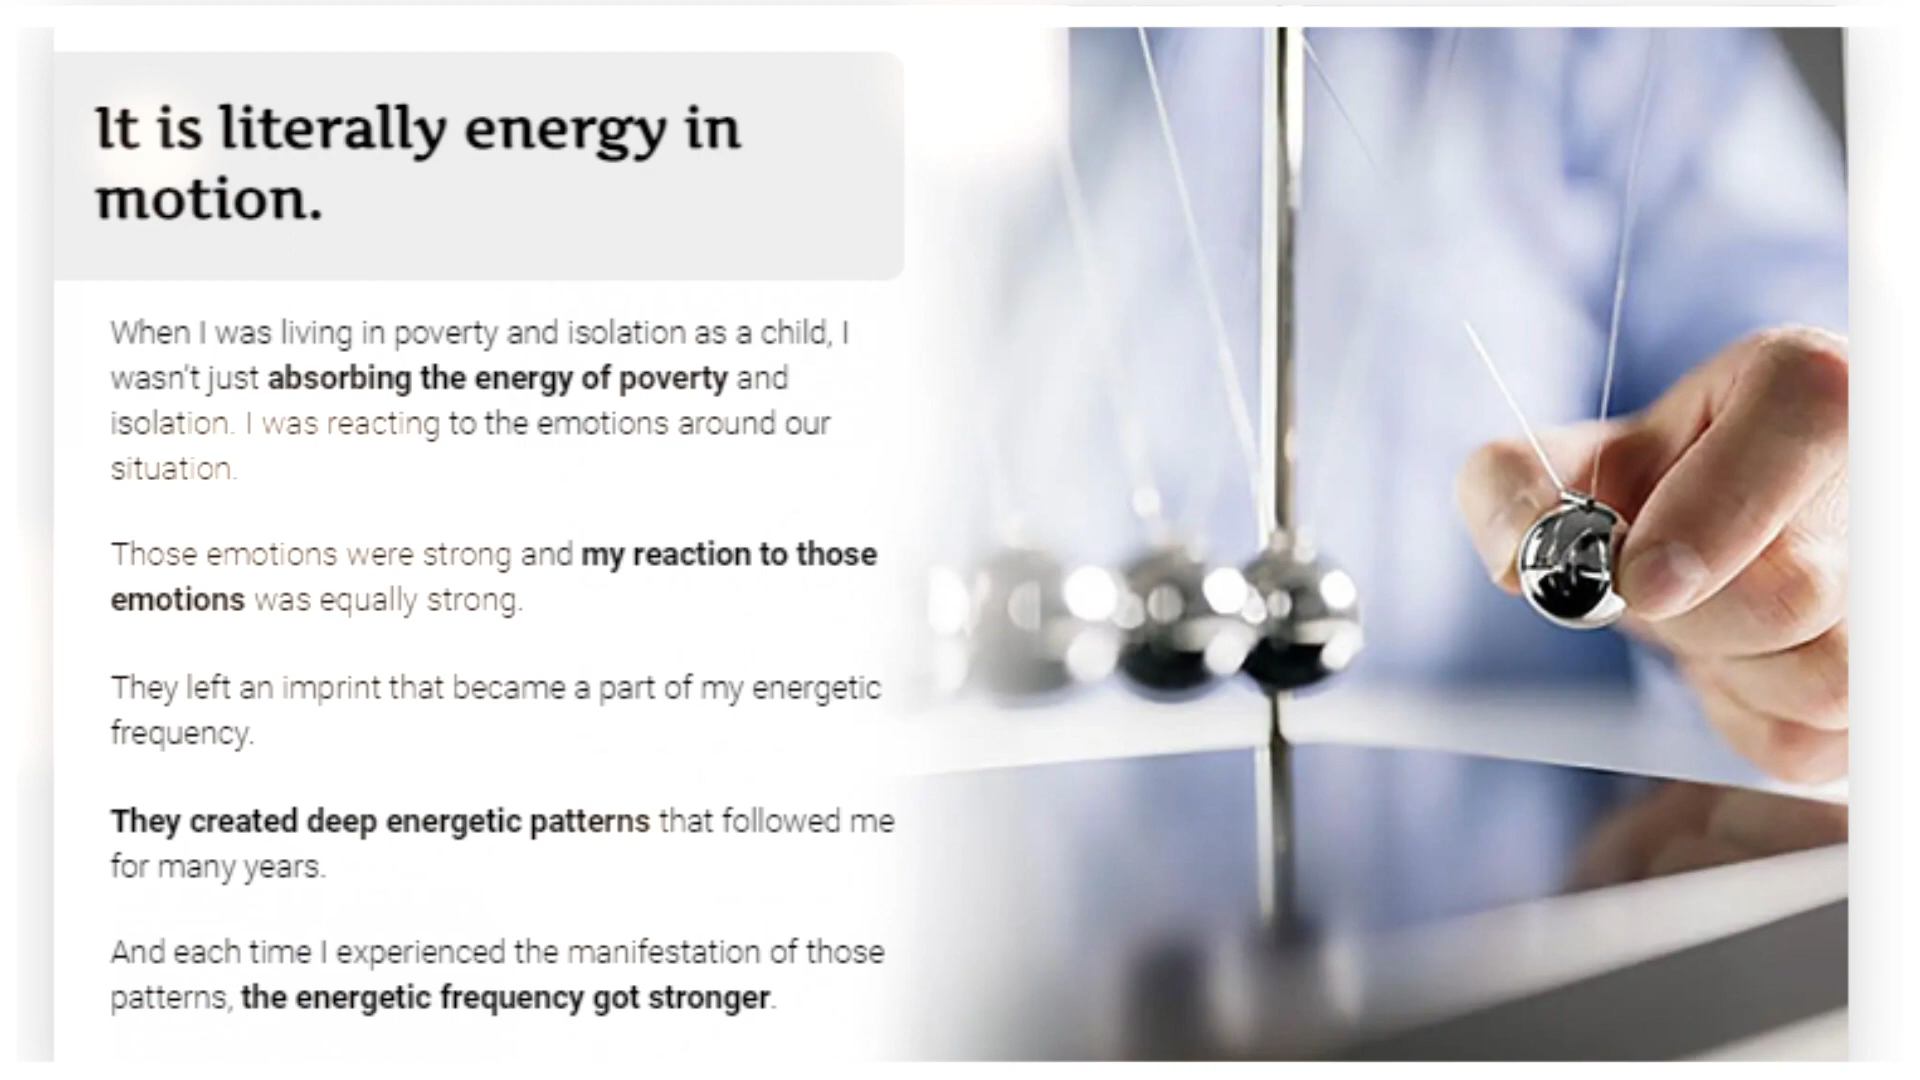 It is literally energy in
motion.
When I was living in poverty and isolation as a child, I
wasn't just absorbing the energy of poverty and
isolation. I was reacting to the emotions around our
situation.
Those emotions were strong and my reaction to those
emotions was equally strong.
They left an imprint that became a part of my energetic
frequency.
They created deep energetic patterns that followed me
for many years.
And each time I experienced the manifestation of those
patterns, the energetic frequency got stronger.